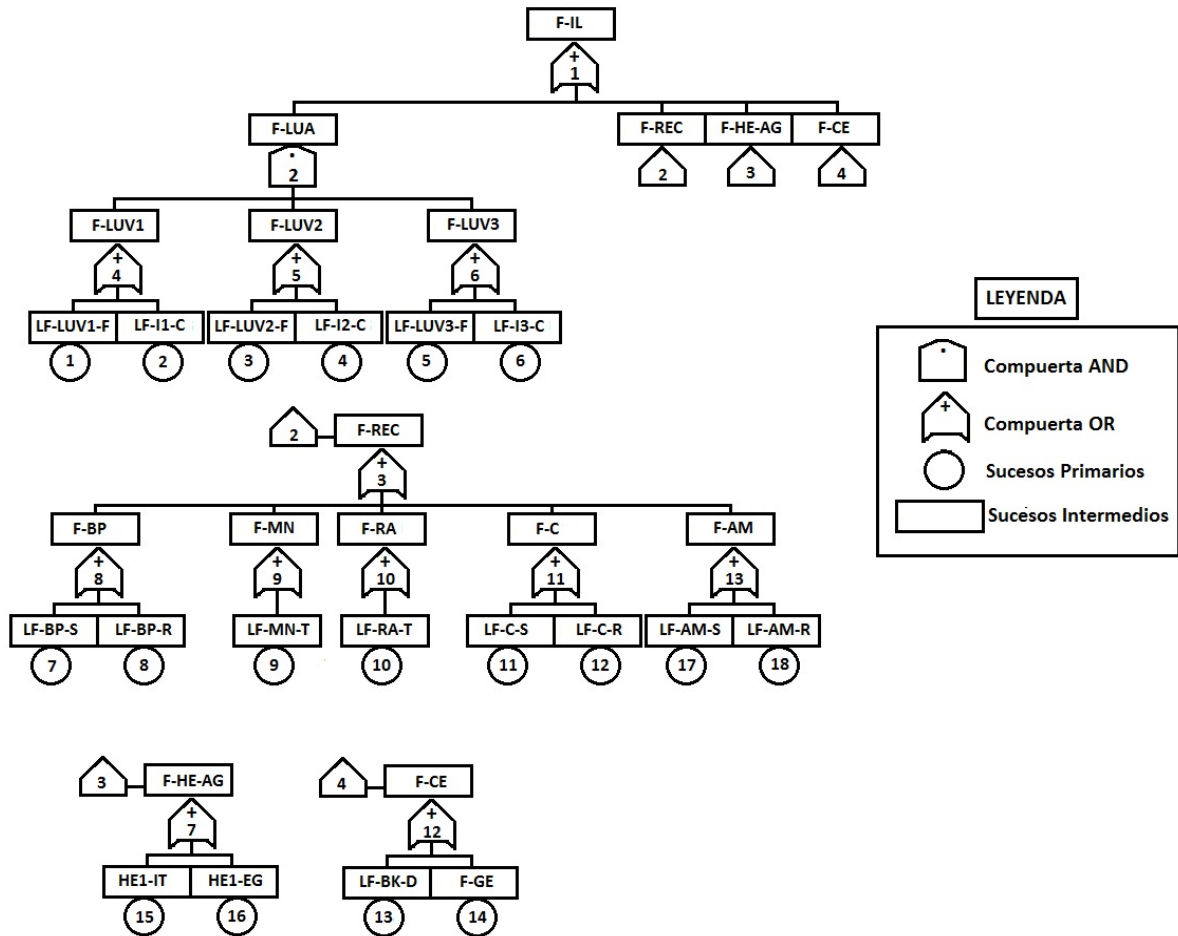 F-IL
+
1
F-LUA F-REC F-HE-AG F-CE
.
2 2 3 4
F-LUV1 F-LUV2 F-LUV3
+ + +
4 5 6
LF-LUV1-F LF-I1-C LF-LUV2-F LF-I2-C LF-LUV3-F LF-I3-C
1 2 3 4 5 6
LEYENDA
.
Compuerta AND
+
Compuerta OR
Sucesos Primarios
Sucesos Intermedios
2 F-REC
+
3
F-BP F-MN F-RA F-C F-AM
+ + + + +
8 9 10 11 13
LF-BP-S LF-BP-R LF-MN-T LF-RA-T LF-C-S LF-C-R LF-AM-S LF-AM-R
7 8 9 10 11 12 17 18
3 F-HE-AG 4 F-CE
+ +
7 12
HE1-IT HE1-EG LF-BK-D F-GE
15 16 13 14